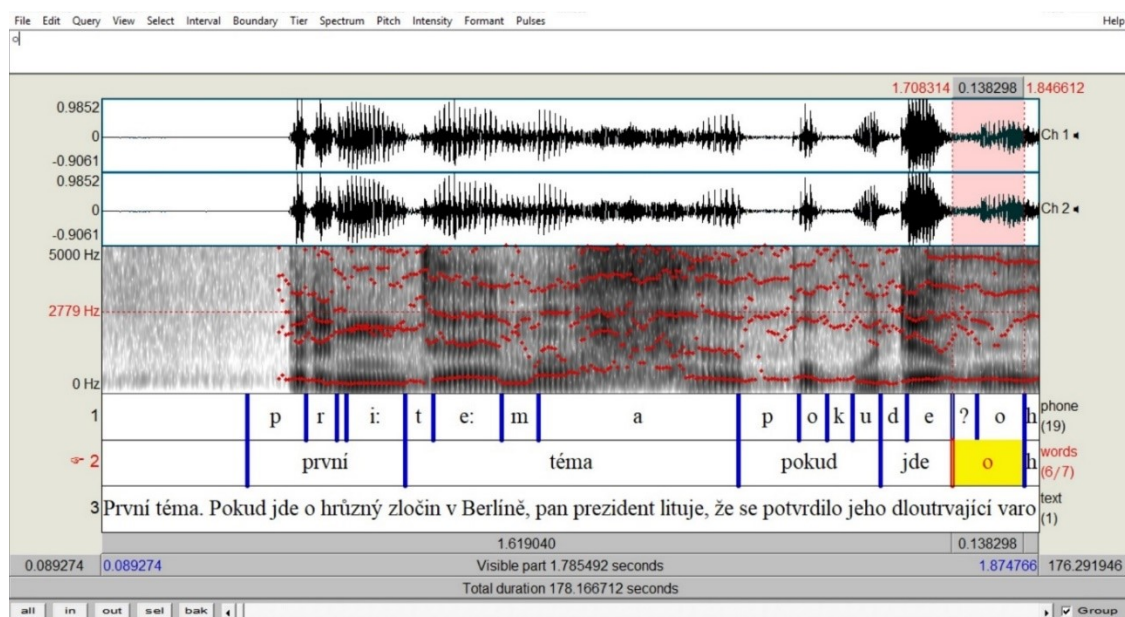 File Edit Query View Select Interval Boundary Tier Spectrum Pitch Intensity Formant Pulses Help
o
1.708314 0.138298 1.846612
0.9852
0
-0.9061
Ch 1
0.9852
0
-0.9061
Ch 2
5000 Hz
2779 Hz
0 Hz
1 p r i: t e: m a p o k u d e ? o h phone (19)
2 první téma pokud jde o h words (6/7)
3 První téma. Pokud jde o hrůzný zločin v Berlíně, pan prezident lituje, že se potvrdilo jeho dloutrvající varo text (1)
1.619040 0.138298
0.089274 0.089274 Visible part 1.785492 seconds 1.874766 176.291946
Total duration 178.166712 seconds
all in out sel bak Group